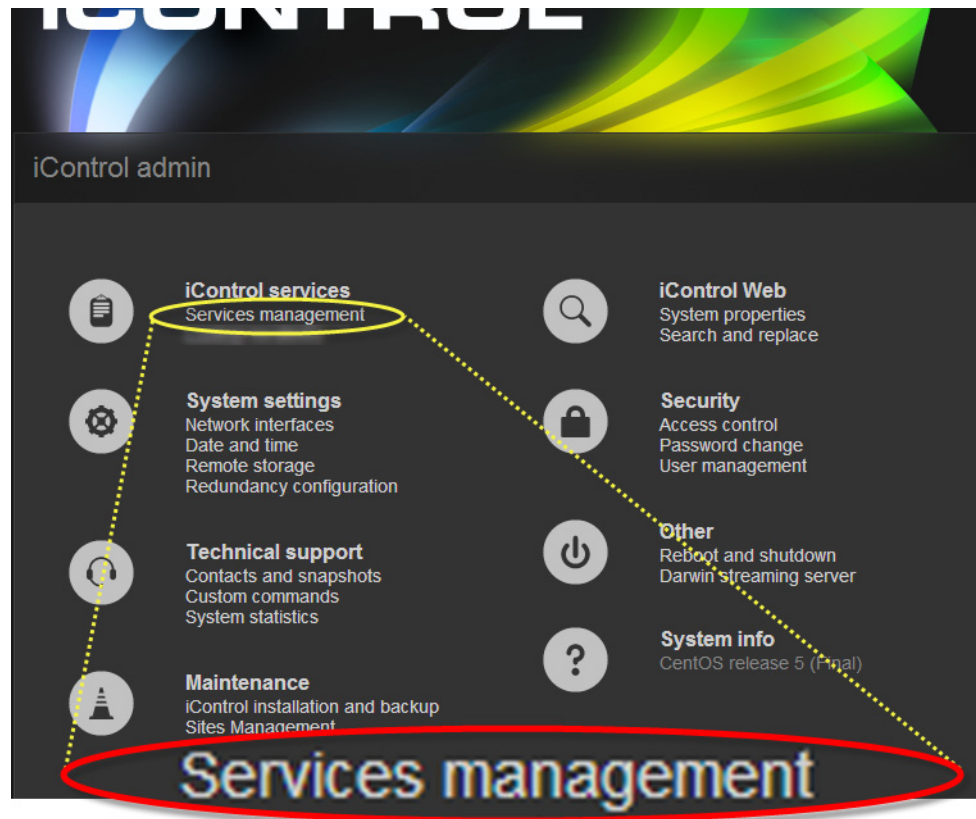 iCONTROL
iControl admin
iControl services
Services management
System settings
Network interfaces
Date and time
Remote storage
Redundancy configuration
Technical support
Contacts and snapshots
Custom commands
System statistics
Maintenance
iControl installation and backup
Sites Management
iControl Web
System properties
Search and replace
Security
Access control
Password change
User management
Other
Reboot and shutdown
Darwin streaming server
System info
CentOS release 5 (Final)
Services management